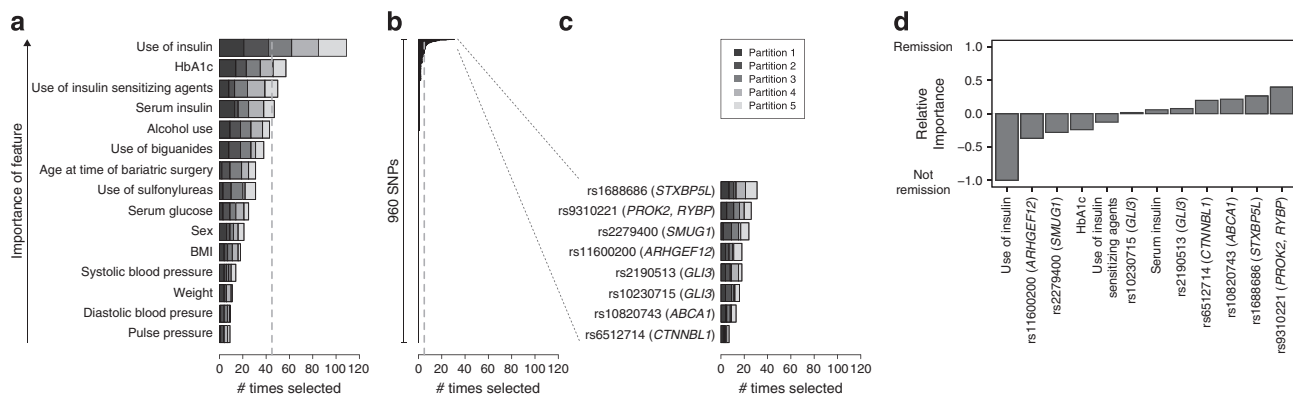 a
Importance of feature
Use of insulin
HbA1c
Use of insulin sensitizing agents
Serum insulin
Alcohol use
Use of biguanides
Age at time of bariatric surgery
Use of sulfonylureas
Serum glucose
Sex
BMI
Systolic blood pressure
Weight
Diastolic blood presure
Pulse pressure
0 20 40 60 80 100 120
# times selected
b
960 SNPs
0 20 40 60 80 100 120
# times selected
c
Partition 1
Partition 2
Partition 3
Partition 4
Partition 5
rs1688686 (STXBP5L)
rs9310221 (PROK2, RYBP)
rs2279400 (SMUG1)
rs11600200 (ARHGEF12)
rs2190513 (GLI3)
rs10230715 (GLI3)
rs10820743 (ABCA1)
rs6512714 (CTNNBL1)
0 20 40 60 80 100 120
# times selected
d
Remission
Relative
Importance
Not
remission
1.0
0.5
0.0
−0.5
−1.0
Use of insulin
rs11600200 (ARHGEF12)
rs2279400 (SMUG1)
HbA1c
Use of insulin
sensitizing agents
rs10230715 (GLI3)
Serum insulin
rs2190513 (GLI3)
rs6512714 (CTNNBL1)
rs10820743 (ABCA1)
rs1688686 (STXBP5L)
rs9310221 (PROK2, RYBP)